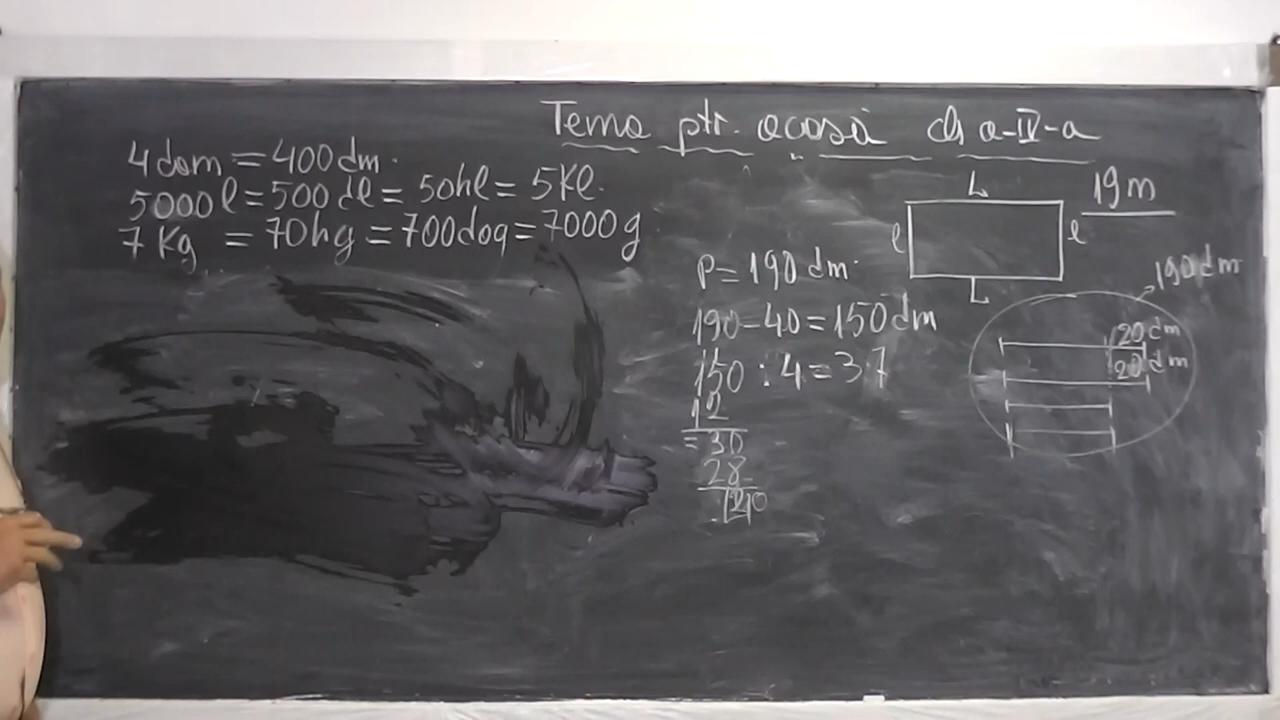 Tema ptr. acasă cls a-IV-a
4 dam = 400 dm.
5000 l = 500 dl = 50 hl = 5 Kl.
7 Kg = 70 hg = 700 dag = 7000 g
L
19 m
l
l
L
P = 190 dm.
190 - 40 = 150 dm
150 : 4 = 37
12
= 30
28
190 dm
20 dm
20 dm